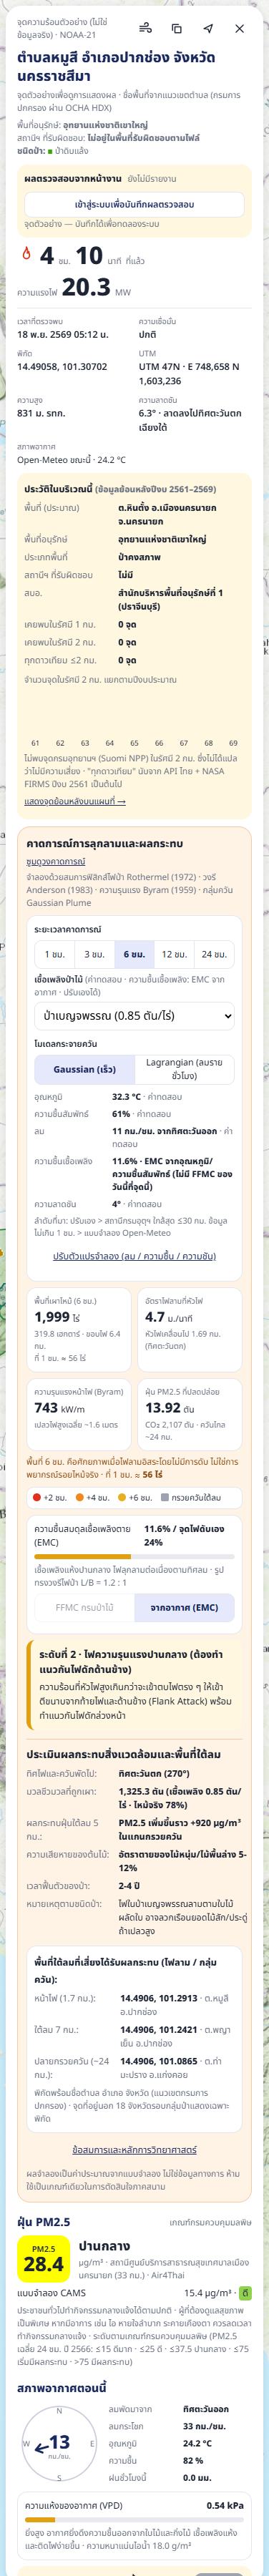 จุดความร้อนตัวอย่าง (ไม่ใช่
ข้อมูลจริง) · NOAA-21
ตำบลหมูสี อำเภอปากช่อง จังหวัด
นครราชสีมา
จุดตัวอย่างเพื่อการแสดงผล · ชื่อพื้นที่จากแนวเขตตำบล (กรมการ
ปกครอง ผ่าน OCHA HDX)
พื้นที่อนุรักษ์: อุทยานแห่งชาติเขาใหญ่
สถานีฯ ที่รับผิดชอบ: ไม่อยู่ในพื้นที่รับผิดชอบตามไฟล์
ชนิดป่า: ป่าดิบแล้ง
ผลตรวจสอบจากหน้างาน ยังไม่มีรายงาน
เข้าสู่ระบบเพื่อบันทึกผลตรวจสอบ
จุดตัวอย่าง — บันทึกได้เพื่อทดลองระบบ
4 ชม. 10 นาที ที่แล้ว
ความแรงไฟ 20.3 MW
เวลาที่ตรวจพบ
18 พ.ย. 2569 05:12 น.
ความเชื่อมั่น
ปกติ
พิกัด
14.49058, 101.30702
UTM
UTM 47N · E 748,658 N
1,603,236
ความสูง
831 ม. รทก.
ความลาดชัน
6.3° · ลาดลงไปทิศตะวันตก
เฉียงใต้
สภาพอากาศ
Open-Meteo ขณะนี้ · 24.2 °C
ประวัติในบริเวณนี้ (ข้อมูลย้อนหลังปีงบ 2561–2569)
พื้นที่ (ประมาณ) ต.หินตั้ง อ.เมืองนครนายก
จ.นครนายก
พื้นที่อนุรักษ์ อุทยานแห่งชาติเขาใหญ่
ประเภทพื้นที่ ป่าคงสภาพ
สถานีฯ ที่รับผิดชอบ ไม่มี
สบอ. สำนักบริหารพื้นที่อนุรักษ์ที่ 1
(ปราจีนบุรี)
เคยพบในรัศมี 1 กม. 0 จุด
เคยพบในรัศมี 2 กม. 0 จุด
ทุกดาวเทียม ≤2 กม. 0 จุด
จำนวนจุดในรัศมี 2 กม. แยกตามปีงบประมาณ
61 62 63 64 65 66 67 68 69
ไม่พบจุดกรมอุทยานฯ (Suomi NPP) ในรัศมี 2 กม. ซึ่งไม่ได้แปล
ว่าไม่มีความเสี่ยง · "ทุกดาวเทียม" นับจาก API ไทย + NASA
FIRMS ปีงบ 2561 เป็นต้นไป
แสดงจุดย้อนหลังบนแผนที่ →
คาดการณ์การลุกลามและผลกระทบ
ซูมดูวงคาดการณ์
จำลองด้วยสมการฟิสิกส์ไฟป่า Rothermel (1972) · วงรี
Anderson (1983) · ความรุนแรง Byram (1959) · กลุ่มควัน
Gaussian Plume
ระยะเวลาคาดการณ์
1 ชม. 3 ชม. 6 ชม. 12 ชม. 24 ชม.
เชื้อเพลิงป่าไม้ (ค่าทดสอบ · ความชื้นเชื้อเพลิง: EMC จาก
อากาศ · ปรับเองได้)
ป่าเบญจพรรณ (0.85 ตัน/ไร่)
โมเดลกระจายควัน
Gaussian (เร็ว) Lagrangian (ลมราย
ชั่วโมง)
อุณหภูมิ 32.3 °C · ค่าทดสอบ
ความชื้นสัมพัทธ์ 61% · ค่าทดสอบ
ลม 11 กม./ชม. จากทิศตะวันออก · ค่า
ทดสอบ
ความชื้นเชื้อเพลิง 11.6% · EMC จากอุณหภูมิ/
ความชื้นสัมพัทธ์ (ไม่มี FFMC ของ
วันนี้ที่จุดนี้)
ความลาดชัน 4° · ค่าทดสอบ
ลำดับที่มา: ปรับเอง > สถานีกรมอุตุฯ ใกล้สุด ≤30 กม. ข้อมูล
ไม่เกิน 1 ชม. > แบบจำลอง Open-Meteo
ปรับตัวแปรจำลอง (ลม / ความชื้น / ความชัน)
พื้นที่เผาไหม้ (6 ชม.)
1,999 ไร่
319.8 เฮกตาร์ · ขอบไฟ 6.4
กม.
ที่ 1 ชม. ≈ 56 ไร่
อัตราไฟลามที่หัวไฟ
4.7 ม./นาที
หัวไฟเคลื่อนไป 1.69 กม.
(ทิศตะวันตก)
ความรุนแรงหน้าไฟ (Byram)
743 kW/m
เปลวไฟสูงเฉลี่ย ~1.6 เมตร
ฝุ่น PM2.5 ที่ปลดปล่อย
13.92 ตัน
CO₂ 2,107 ตัน · ควันไกล
~24 กม.
พื้นที่ 6 ชม. คือศักยภาพเมื่อไฟลามอิสระโดยไม่มีการดับ ไม่ใช่การ
พยากรณ์รอยไหม้จริง · ที่ 1 ชม. ≈ 56 ไร่
+2 ชม. +4 ชม. +6 ชม. กรวยควันใต้ลม
ความชื้นสมดุลเชื้อเพลิงตาย
(EMC)
11.6% / จุดไฟดับเอง
24%
เชื้อเพลิงแห้งปานกลาง ไฟลุกลามต่อเนื่องตามทิศลม · รูป
ทรงวงรีไฟป่า L/B = 1.2 : 1
FFMC กรมป่าไม้ จากอากาศ (EMC)
ระดับที่ 2 · ไฟความรุนแรงปานกลาง (ต้องทำ
แนวกันไฟดักด้านข้าง)
ความร้อนที่หัวไฟสูงเกินกว่าจะเข้าตบไฟตรง ๆ ให้เข้า
ตีขนาบจากท้ายไฟและด้านข้าง (Flank Attack) พร้อม
ทำแนวกันไฟดักล่วงหน้า
ประเมินผลกระทบสิ่งแวดล้อมและพื้นที่ใต้ลม
ทิศไฟและควันพัดไป: ทิศตะวันตก (270°)
มวลชีวมวลที่ถูกเผา: 1,325.3 ตัน (เชื้อเพลิง 0.85 ตัน/
ไร่ · ไหม้จริง 78%)
ผลกระทบฝุ่นใต้ลม 5
กม.:
PM2.5 เพิ่มขึ้นราว +920 µg/m³
ในแกนกรวยควัน
ความเสียหายของต้นไม้: อัตราตายของไม้หนุ่ม/ไม้พื้นล่าง 5-
12%
เวลาฟื้นตัวของป่า: 2-4 ปี
หมายเหตุตามชนิดป่า: ไฟในป่าเบญจพรรณลามตามใบไม้
ผลัดใบ อาจลวกเรือนยอดไม้สัก/ประดู่
ถ้าเปลวสูง
พื้นที่ใต้ลมที่เสี่ยงได้รับผลกระทบ (ไฟลาม / กลุ่ม
ควัน):
หน้าไฟ (1.7 กม.): 14.4906, 101.2913 · ต.หมูสี
อ.ปากช่อง
ใต้ลม 7 กม.: 14.4906, 101.2421 · ต.พญา
เย็น อ.ปากช่อง
ปลายกรวยควัน (~24
กม.):
14.4906, 101.0865 · ต.ท่า
มะปราง อ.แก่งคอย
พิกัดพร้อมชื่อตำบล อำเภอ จังหวัด (แนวเขตกรมการ
ปกครอง) · จุดที่อยู่นอก 18 จังหวัดรอบกลุ่มป่าแสดงเฉพาะ
พิกัด
ข้อสมการและหลักการวิทยาศาสตร์
ผลจำลองเป็นค่าประมาณจากแบบจำลอง ไม่ใช่ข้อมูลทางการ ห้าม
ใช้เป็นเกณฑ์เดียวในการตัดสินใจภาคสนาม
ฝุ่น PM2.5 เกณฑ์กรมควบคุมมลพิษ
PM2.5
28.4
ปานกลาง
µg/m³ · สถานีศูนย์บริการสาธารณสุขเทศบาลเมือง
นครนายก (33 กม.) · Air4Thai
แบบจำลอง CAMS 15.4 µg/m³ · ดี
ประชาชนทั่วไปทำกิจกรรมกลางแจ้งได้ตามปกติ · ผู้ที่ต้องดูแลสุขภาพ
เป็นพิเศษ หากมีอาการ เช่น ไอ หายใจลำบาก ระคายเคืองตา ควรลดเวลา
ทำกิจกรรมกลางแจ้ง · ระดับตามเกณฑ์กรมควบคุมมลพิษ (PM2.5
เฉลี่ย 24 ชม. ปี 2566: ≤15 ดีมาก · ≤25 ดี · ≤37.5 ปานกลาง · ≤75
เริ่มมีผลกระทบ · >75 มีผลกระทบ)
สภาพอากาศตอนนี้
N
W E
S
13
กม./ชม.
ลมพัดมาจาก ทิศตะวันออก
ลมกระโชก 33 กม./ชม.
อุณหภูมิ 24.2 °C
ความชื้น 82 %
ฝนชั่วโมงนี้ 0.0 มม.
ความแห้งของอากาศ (VPD) 0.54 kPa
ยิ่งสูง อากาศยิ่งดึงความชื้นออกจากใบไม้และกิ่งไม้ เชื้อเพลิงแห้ง
และติดไฟง่ายขึ้น · ความหนาแน่นไอน้ำ 18.0 g/m³